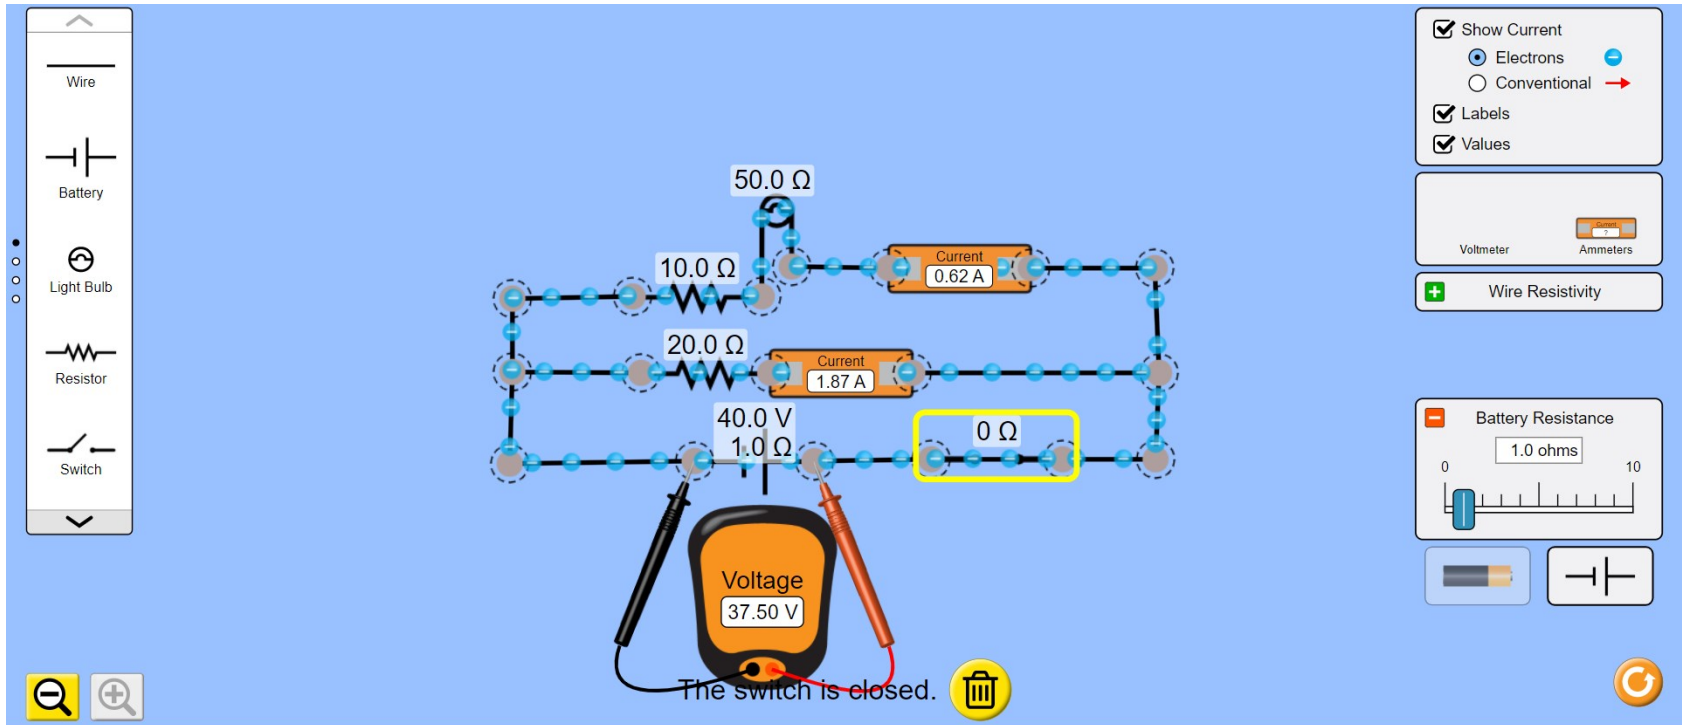 Wire
Battery
Light Bulb
Resistor
Switch
50.0 Ω
10.0 Ω
Current
0.62 A
20.0 Ω
Current
1.87 A
40.0 V
1.0 Ω
0 Ω
Voltage
37.50 V
The switch is closed.
Show Current
Electrons
Conventional
Labels
Values
Voltmeter
Current
?
Ammeters
Wire Resistivity
Battery Resistance
1.0 ohms
0 10